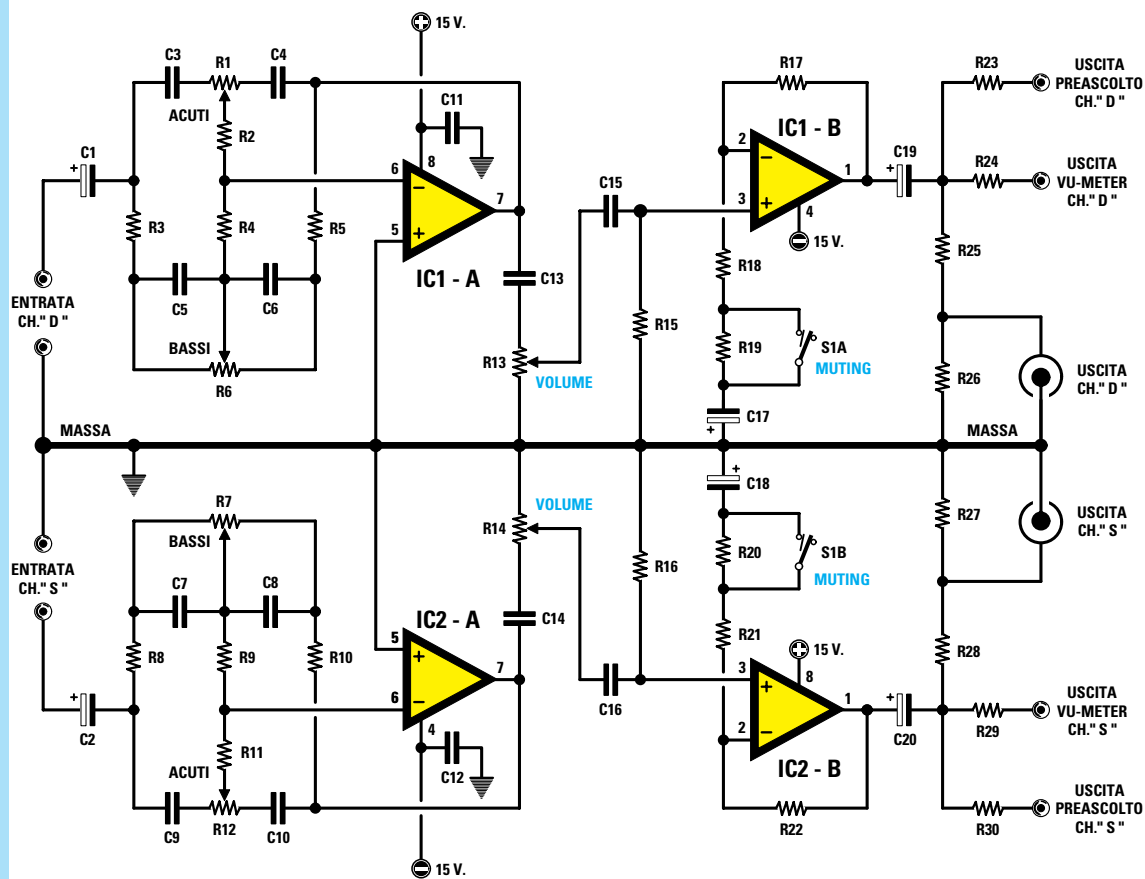 15 V.
C3
R1
C4
ACUTI
R2
C11
8
C1
+
R3
R4
R5
6
−
5
+
7
IC1 - A
C5
C6
BASSI
R6
ENTRATA
CH." D "
C13
R13
VOLUME
C15
R15
R17
IC1 - B
2
−
3
+
1
4
15 V.
R18
R19
S1A
MUTING
C17
+
C19
+
R23
USCITA
PREASCOLTO
CH." D "
R24
USCITA
VU-METER
CH." D "
R25
R26
USCITA
CH." D "
MASSA
MASSA
ENTRATA
CH." S "
R7
BASSI
C7
C8
R8
R9
R10
C2
+
R11
ACUTI
C9
R12
C10
5
+
6
−
7
4
IC2 - A
C12
15 V.
VOLUME
R14
C14
C16
R16
+
C18
R20
S1B
MUTING
R21
15 V.
8
3
+
2
−
1
IC2 - B
R22
+
C20
R27
USCITA
CH." S "
R28
R29
USCITA
VU-METER
CH." S "
R30
USCITA
PREASCOLTO
CH." S "